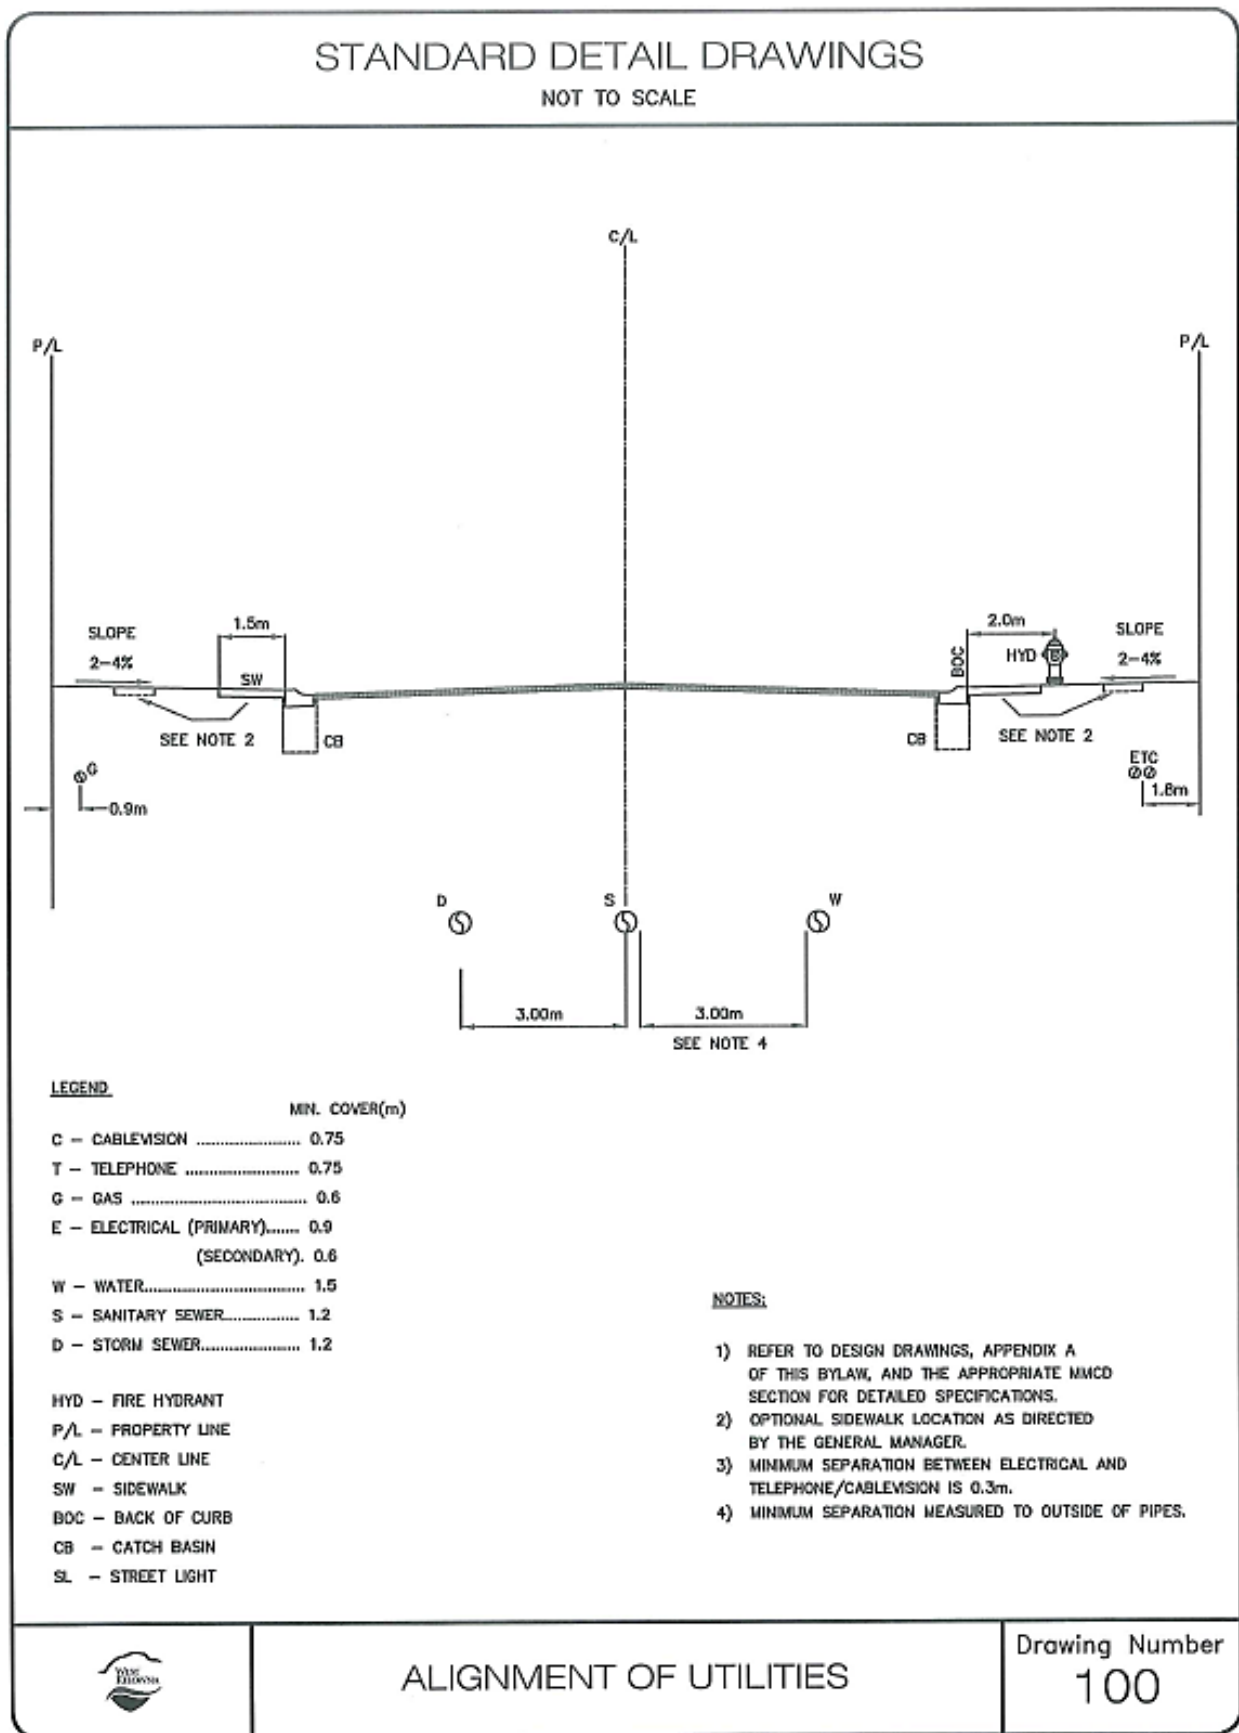 STANDARD DETAIL DRAWINGS
NOT TO SCALE
C/L
P/L
P/L
1.5m
2.0m
SLOPE
2-4%
SLOPE
2-4%
SW
BOC
HYD
SEE NOTE 2
CB
CB
SEE NOTE 2
G
ETC
0.9m
1.8m
D
S
W
3.00m
3.00m
SEE NOTE 4
LEGEND
MIN. COVER(m)
C - CABLEVISION ...................... 0.75
T - TELEPHONE ........................ 0.75
G - GAS ..................................... 0.6
E - ELECTRICAL (PRIMARY)....... 0.9
(SECONDARY). 0.6
W - WATER.................................. 1.5
S - SANITARY SEWER................ 1.2
D - STORM SEWER..................... 1.2
HYD - FIRE HYDRANT
P/L - PROPERTY LINE
C/L - CENTER LINE
SW - SIDEWALK
BOC - BACK OF CURB
CB - CATCH BASIN
SL - STREET LIGHT
NOTES:
1) REFER TO DESIGN DRAWINGS, APPENDIX A
OF THIS BYLAW, AND THE APPROPRIATE MMCD
SECTION FOR DETAILED SPECIFICATIONS.
2) OPTIONAL SIDEWALK LOCATION AS DIRECTED
BY THE GENERAL MANAGER.
3) MINIMUM SEPARATION BETWEEN ELECTRICAL AND
TELEPHONE/CABLEVISION IS 0.3m.
4) MINIMUM SEPARATION MEASURED TO OUTSIDE OF PIPES.
WEST
KELOWNA
ALIGNMENT OF UTILITIES
Drawing Number
100